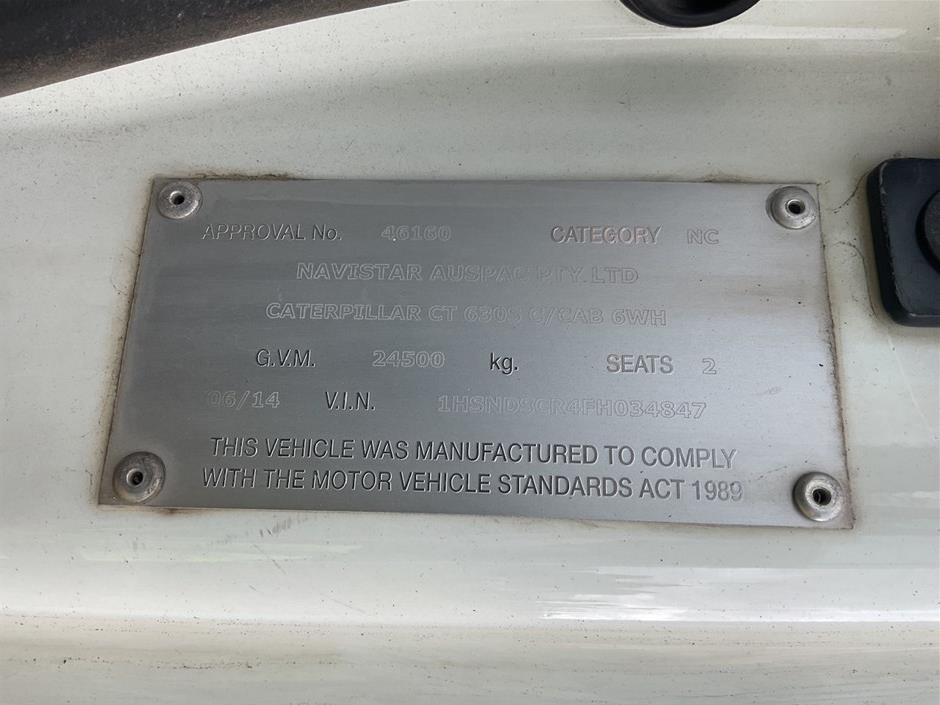 APPROVAL No. 46160 CATEGORY NC
NAVISTAR AUSPAC PTY. LTD
CATERPILLAR CT 630S C/CAB 6WH
G.V.M. 24500 kg. SEATS 2
06/14 V.I.N. 1HSNDSCR4FH034847
THIS VEHICLE WAS MANUFACTURED TO COMPLY
WITH THE MOTOR VEHICLE STANDARDS ACT 1989